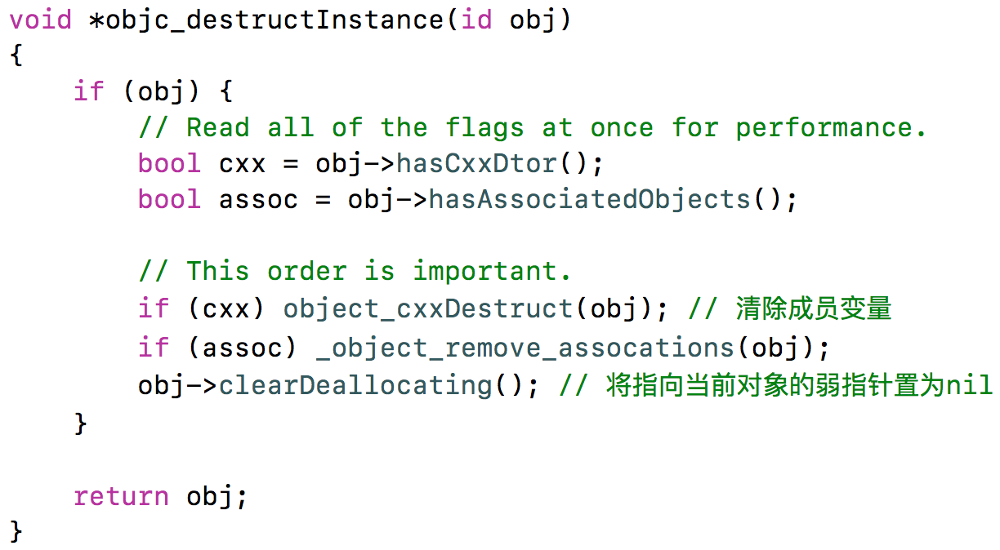 void *objc_destructInstance(id obj)
{
    if (obj) {
        // Read all of the flags at once for performance.
        bool cxx = obj->hasCxxDtor();
        bool assoc = obj->hasAssociatedObjects();

        // This order is important.
        if (cxx) object_cxxDestruct(obj); // 清除成员变量
        if (assoc) _object_remove_assocations(obj);
        obj->clearDeallocating(); // 将指向当前对象的弱指针置为nil
    }

    return obj;
}